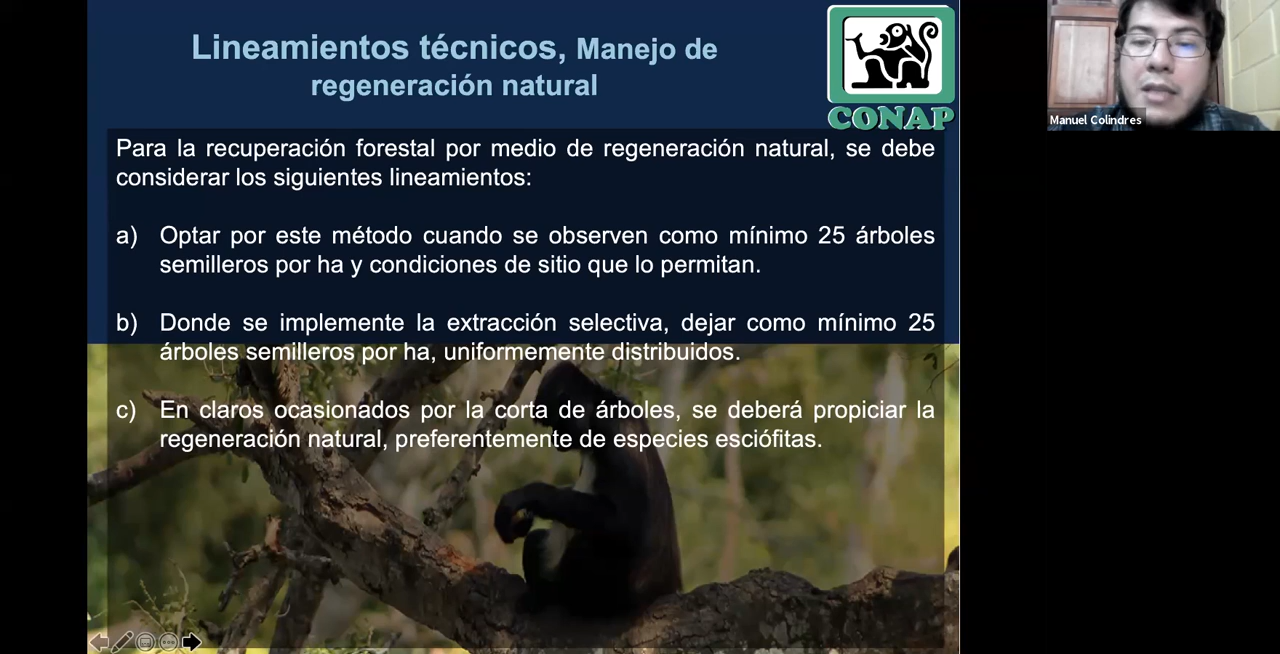 Lineamientos técnicos, Manejo de
regeneración natural
CONAP
Manuel Colindres
Para la recuperación forestal por medio de regeneración natural, se debe
considerar los siguientes lineamientos:
a) Optar por este método cuando se observen como mínimo 25 árboles
semilleros por ha y condiciones de sitio que lo permitan.
b) Donde se implemente la extracción selectiva, dejar como mínimo 25
árboles semilleros por ha, uniformemente distribuidos.
c) En claros ocasionados por la corta de árboles, se deberá propiciar la
regeneración natural, preferentemente de especies esciófitas.